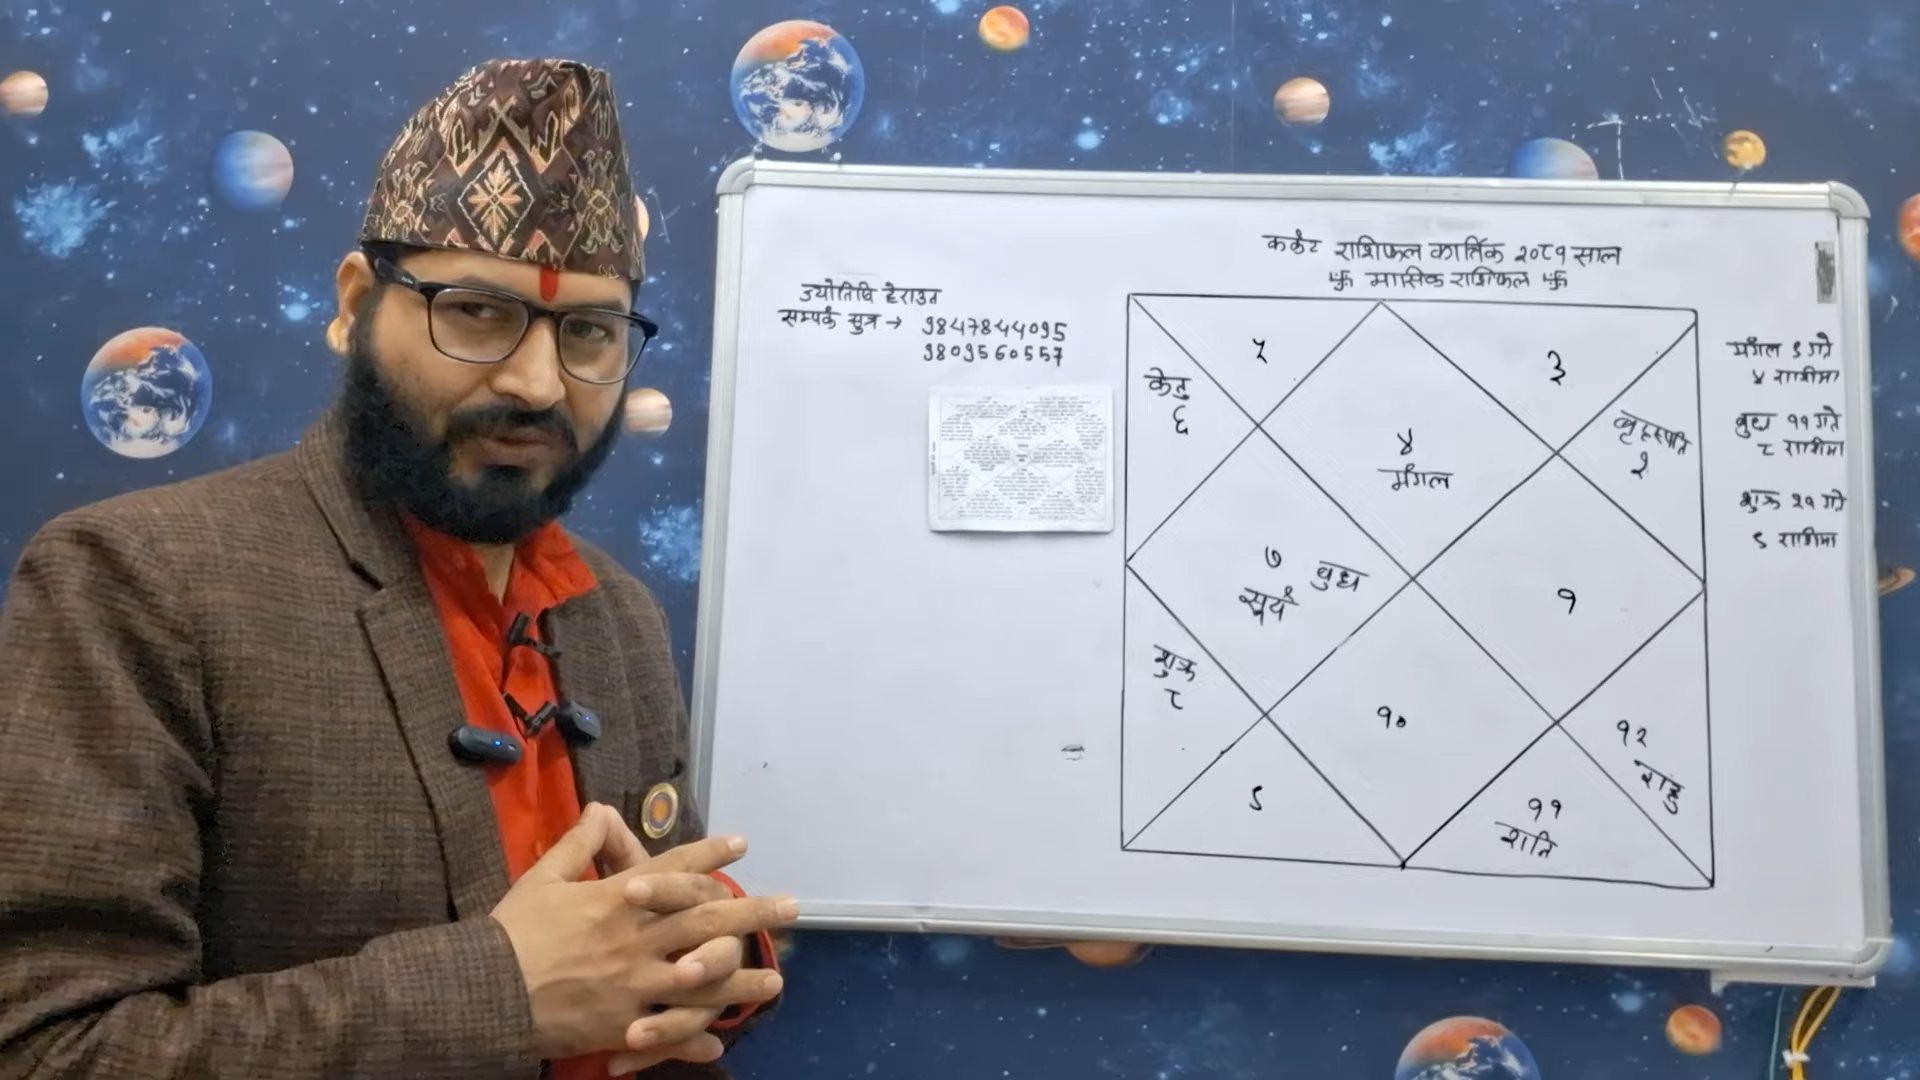 कर्कट राशिफल कार्तिक २०८१ साल
卐 मासिक राशिफल 卐
ज्योतिषि हेराउन
सम्पर्क सुत्र → 9847844095
9809560557
५
३
केतु
६
बृहस्पति
२
४
मंगल
७ बुध
सूर्य
१
शुक्र
८
१०
१२
राहु
९
११
शनि
मंगल ९ गते
४ राशीमा
बुध ११ गते
८ राशीमा
शुक्र २१ गते
९ राशीमा